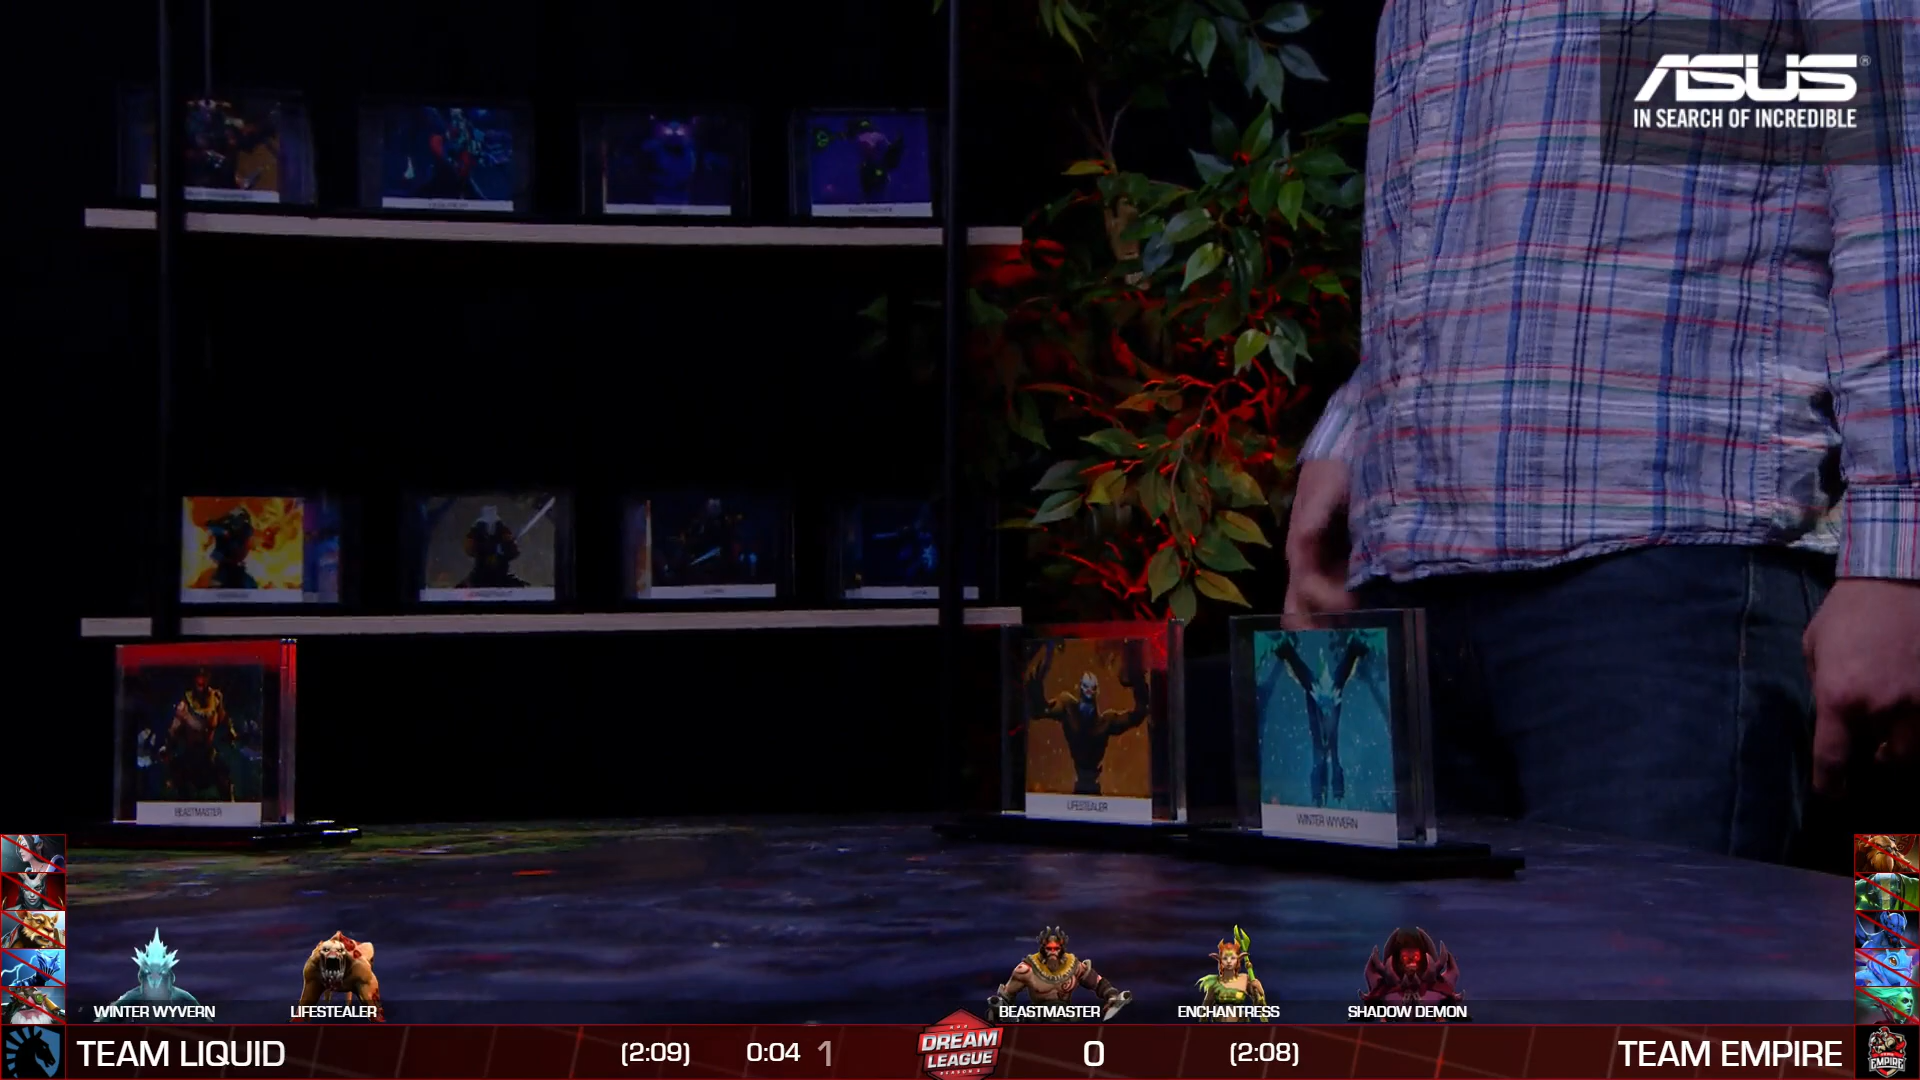 ASUS
IN SEARCH OF INCREDIBLE
BEASTMASTER
LIFESTEALER
WINTER WYVERN
WINTER WYVERN
LIFESTEALER
BEASTMASTER
ENCHANTRESS
SHADOW DEMON
TEAM LIQUID
(2:09)
0:04
1
DREAM
LEAGUE
0
(2:08)
TEAM EMPIRE
EMPIRE